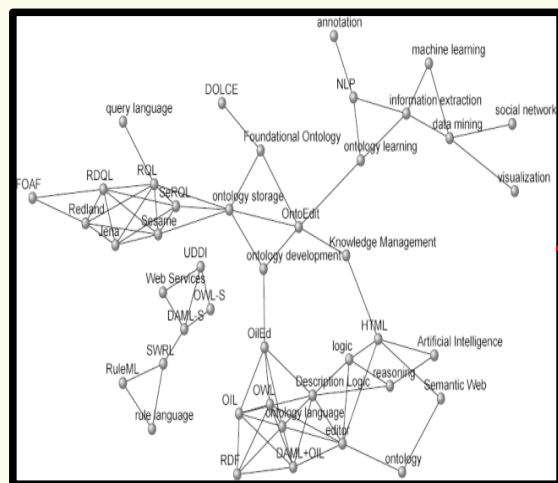 annotation
machine learning
NLP
information extraction
social network
data mining
DOLCE
query language
Foundational Ontology
ontology learning
visualization
FOAF
RDQL
RQL
SeRQL
Redland
Jena
Sesame
ontology storage
OntoEdit
Knowledge Management
ontology development
UDDI
Web Services
OWL-S
DAML-S
SWRL
RuleML
rule language
OilEd
HTML
logic
Artificial Intelligence
reasoning
Description Logic
Semantic Web
OIL
OWL
ontology language
editor
RDF
DAML+OIL
ontology